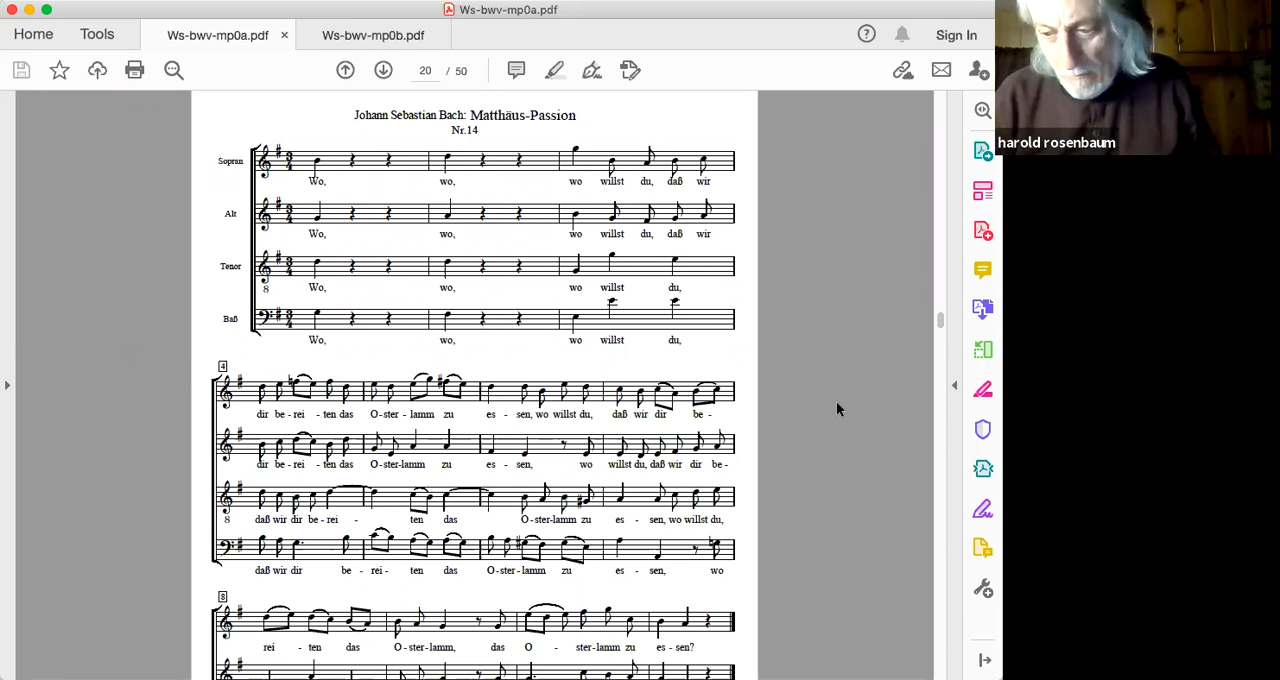 Ws-bwv-mp0a.pdf
Home Tools Ws-bwv-mp0a.pdf × Ws-bwv-mp0b.pdf Sign In
20 / 50
harold rosenbaum
Johann Sebastian Bach: Matthäus-Passion
Nr.14
Sopran
Wo, wo, wo willst du, daß wir
Alt
Wo, wo, wo willst du, daß wir
Tenor
8
Wo, wo, wo willst du,
Baß
Wo, wo, wo willst du,
4
dir be - rei - ten das O - ster - lamm zu es - sen, wo willst du, daß wir dir be -
dir be - rei - ten das O - ster-lamm zu es - sen, wo willst du, daß wir dir be -
8 daß wir dir be - rei - ten das O - ster-lamm zu es - sen, wo willst du,
daß wir dir be - rei - ten das O - ster - lamm zu es - sen, wo
8
rei - ten das O - ster-lamm, das O - ster-lamm zu es - sen?